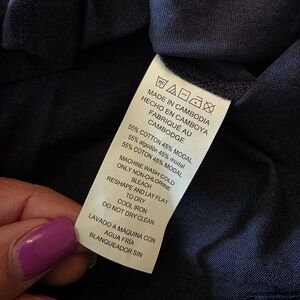 MADE IN CAMBODIA
HECHO EN CAMBOYA
FABRIQUÉ AU
CAMBODGE
55% COTTON 45% MODAL
55% algodón 45% modal
55% COTON 45% MODAL
MACHINE WASH COLD
ONLY NON-CHLORINE
BLEACH
RESHAPE AND LAY FLAT
TO DRY
COOL IRON
DO NOT DRY CLEAN
LAVADO A MAQUINA CON
AGUA FRIA
BLANQUEADOR SIN